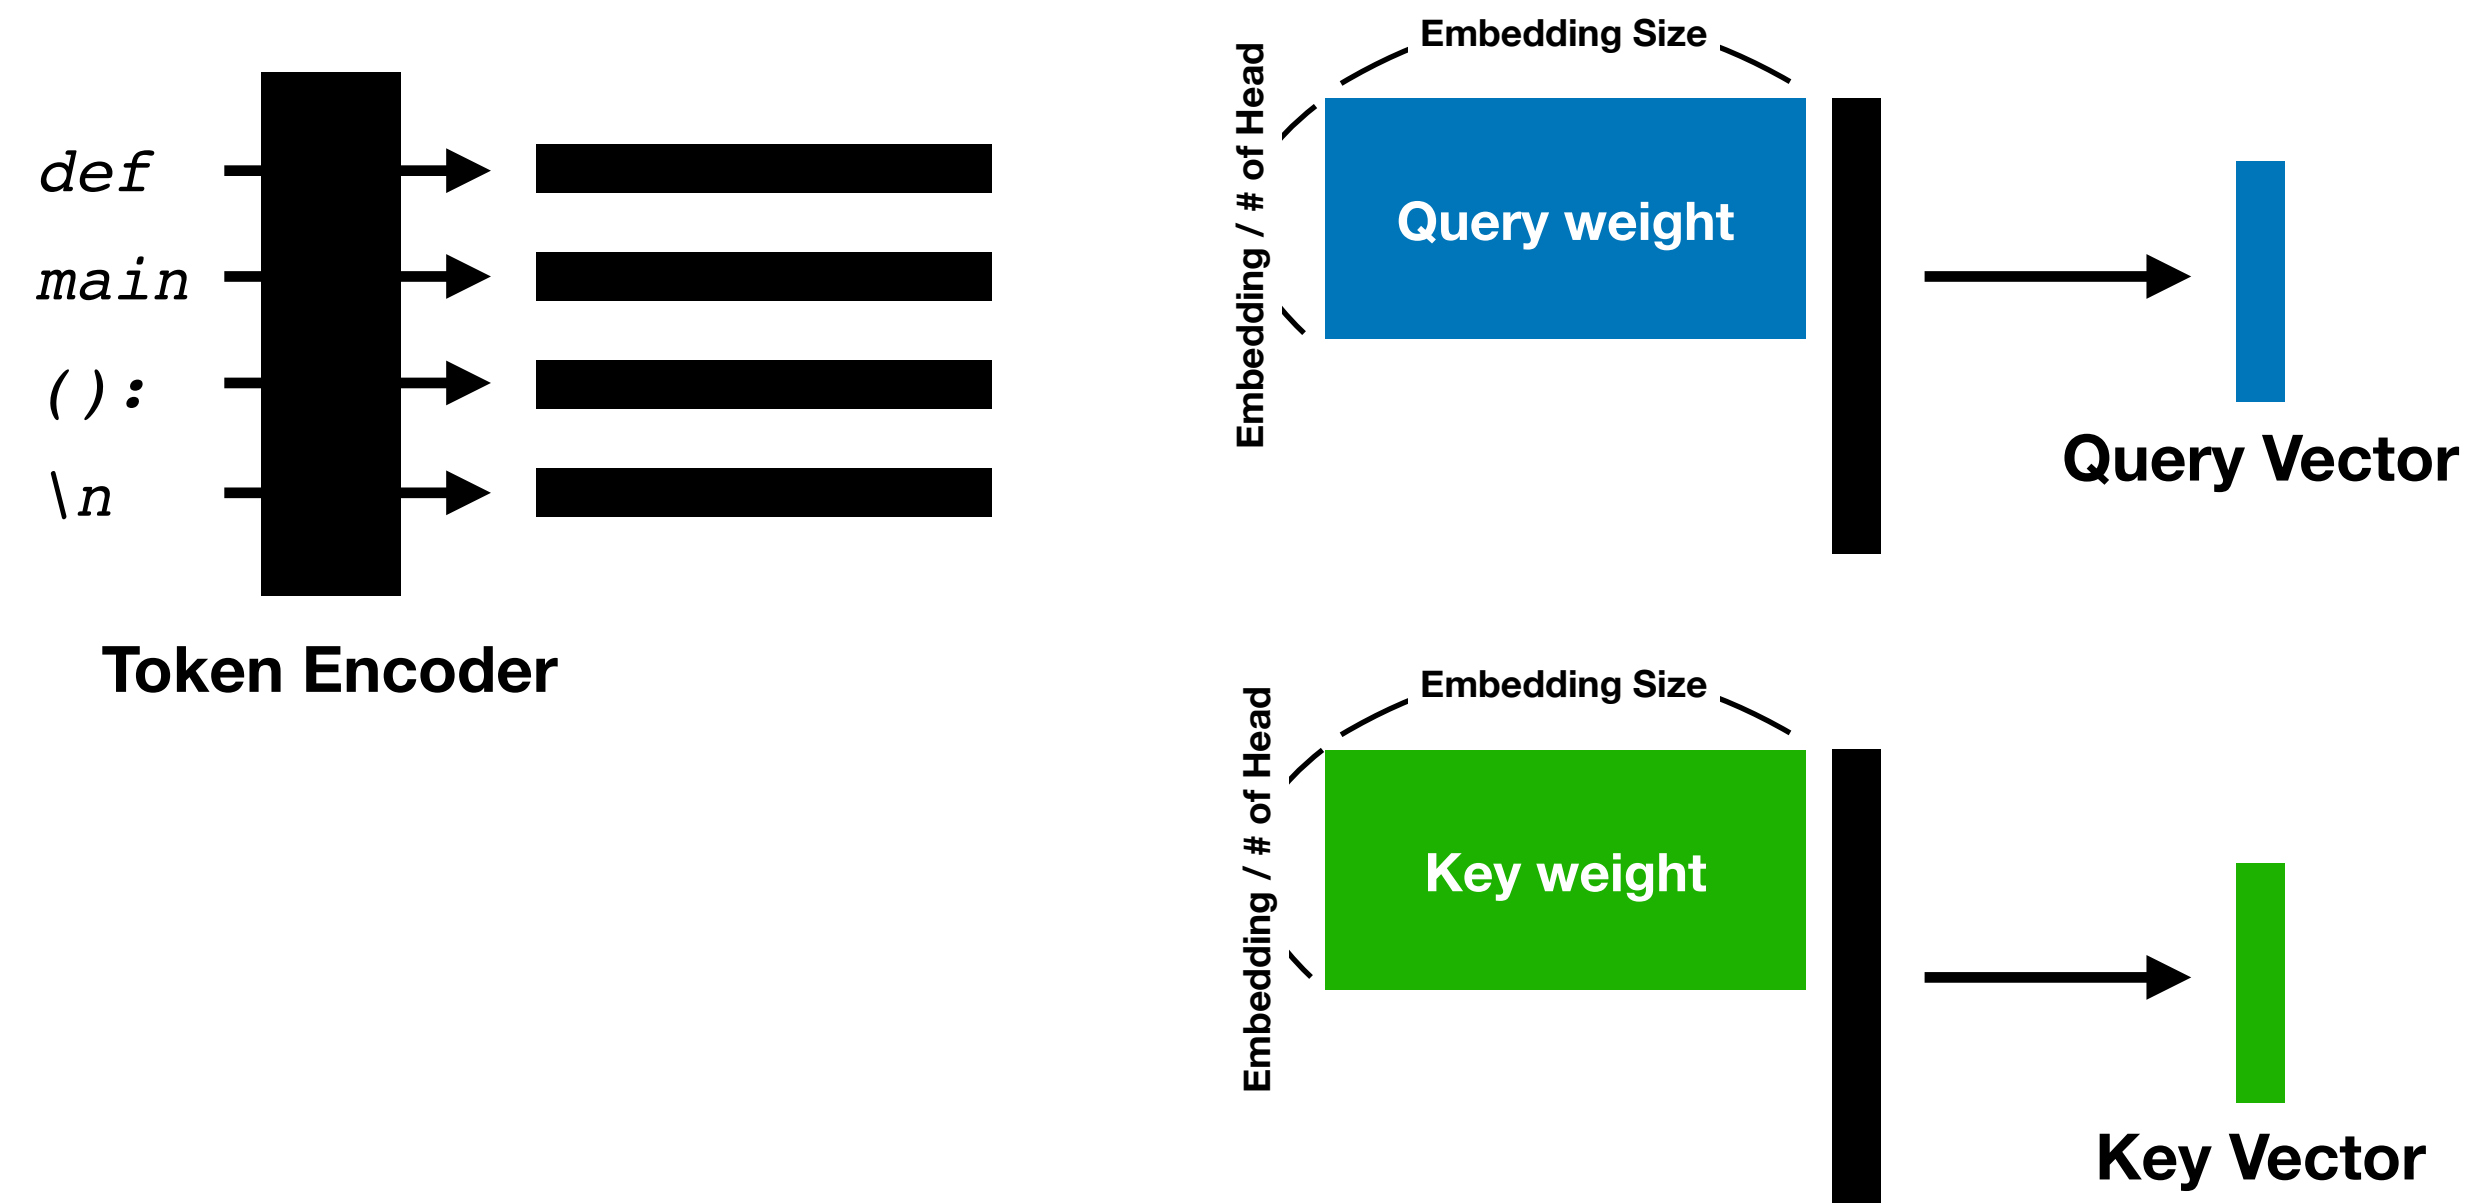 def
main
():
\n
Token Encoder
Embedding Size
Embedding / # of Head
Query weight
Query Vector
Embedding Size
Embedding / # of Head
Key weight
Key Vector